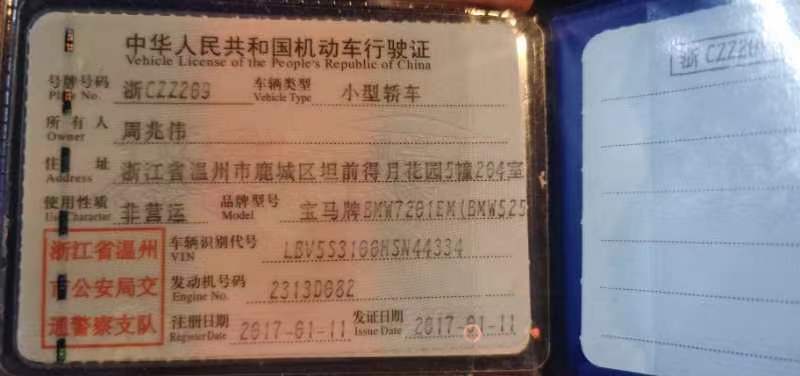 中华人民共和国机动车行驶证
Vehicle License of the People's Republic of China
号牌号码 浙CZZ289 车辆类型 小型轿车
Plate No. Vehicle Type
所有人 周兆伟
Owner
住址 浙江省温州市鹿城区坦前得月花园5幢204室
Address
使用性质 非营运 品牌型号 宝马牌BMW7201EM(BMW525
Use Character Model
浙江省温州 车辆识别代号 LBV5S3100HSN44334
VIN
市公安局交 发动机号码 2313D082
Engine No.
通警察支队 注册日期 2017-01-11 发证日期 2017-01-11
Register Date Issue Date
浙CZZ289